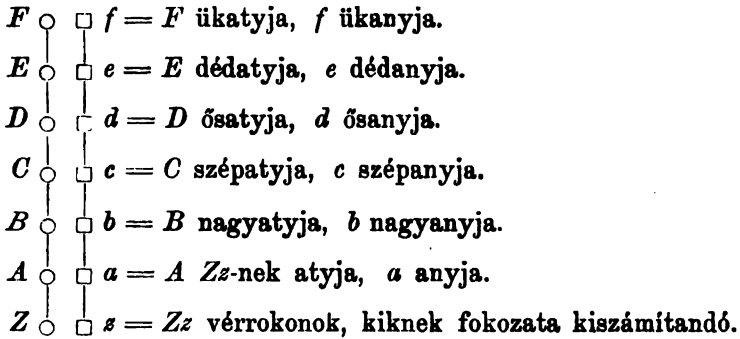 F f = F ükatyja, f ükanyja.
E e = E dédatyja, e dédanyja.
D d = D ősatyja, d ősanyja.
C c = C szépatyja, c szépanyja.
B b = B nagyatyja, b nagyanyja.
A a = A Zz-nek atyja, a anyja.
Z z = Zz vérrokonok, kiknek fokozata kiszámítandó.